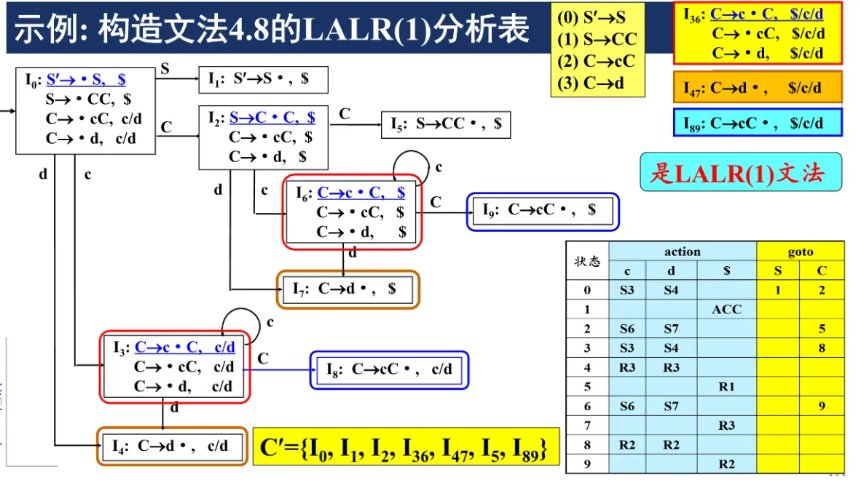 示例: 构造文法4.8的LALR(1)分析表
(0) S′→S
(1) S→CC
(2) C→cC
(3) C→d
I36: C→c·C, $/c/d
C→·cC, $/c/d
C→·d, $/c/d
I47: C→d·, $/c/d
I89: C→cC·, $/c/d
是LALR(1)文法
I0: S′→·S, $
S→·CC, $
C→·cC, c/d
C→·d, c/d
S
I1: S′→S·, $
C
I2: S→C·C, $
C→·cC, $
C→·d, $
C
I5: S→CC·, $
d
c
d
c
I6: C→c·C, $
C→·cC, $
C→·d, $
c
C
I9: C→cC·, $
d
I7: C→d·, $
I3: C→c·C, c/d
C→·cC, c/d
C→·d, c/d
c
C
I8: C→cC·, c/d
d
I4: C→d·, c/d
C′={I0, I1, I2, I36, I47, I5, I89}
状态 action goto
c d $ S C
0 S3 S4 1 2
1 ACC
2 S6 S7 5
3 S3 S4 8
4 R3 R3
5 R1
6 S6 S7 9
7 R3
8 R2 R2
9 R2